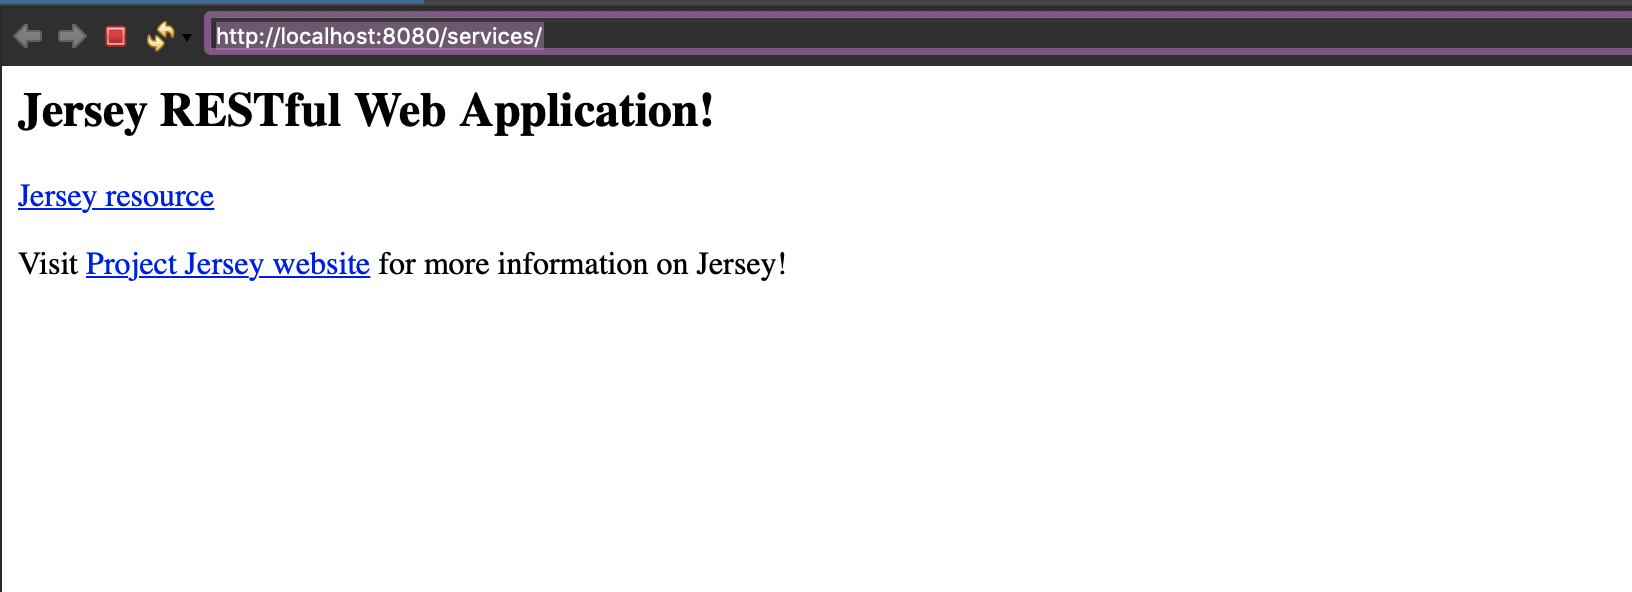 http://localhost:8080/services/
Jersey RESTful Web Application!
Jersey resource
Visit Project Jersey website for more information on Jersey!